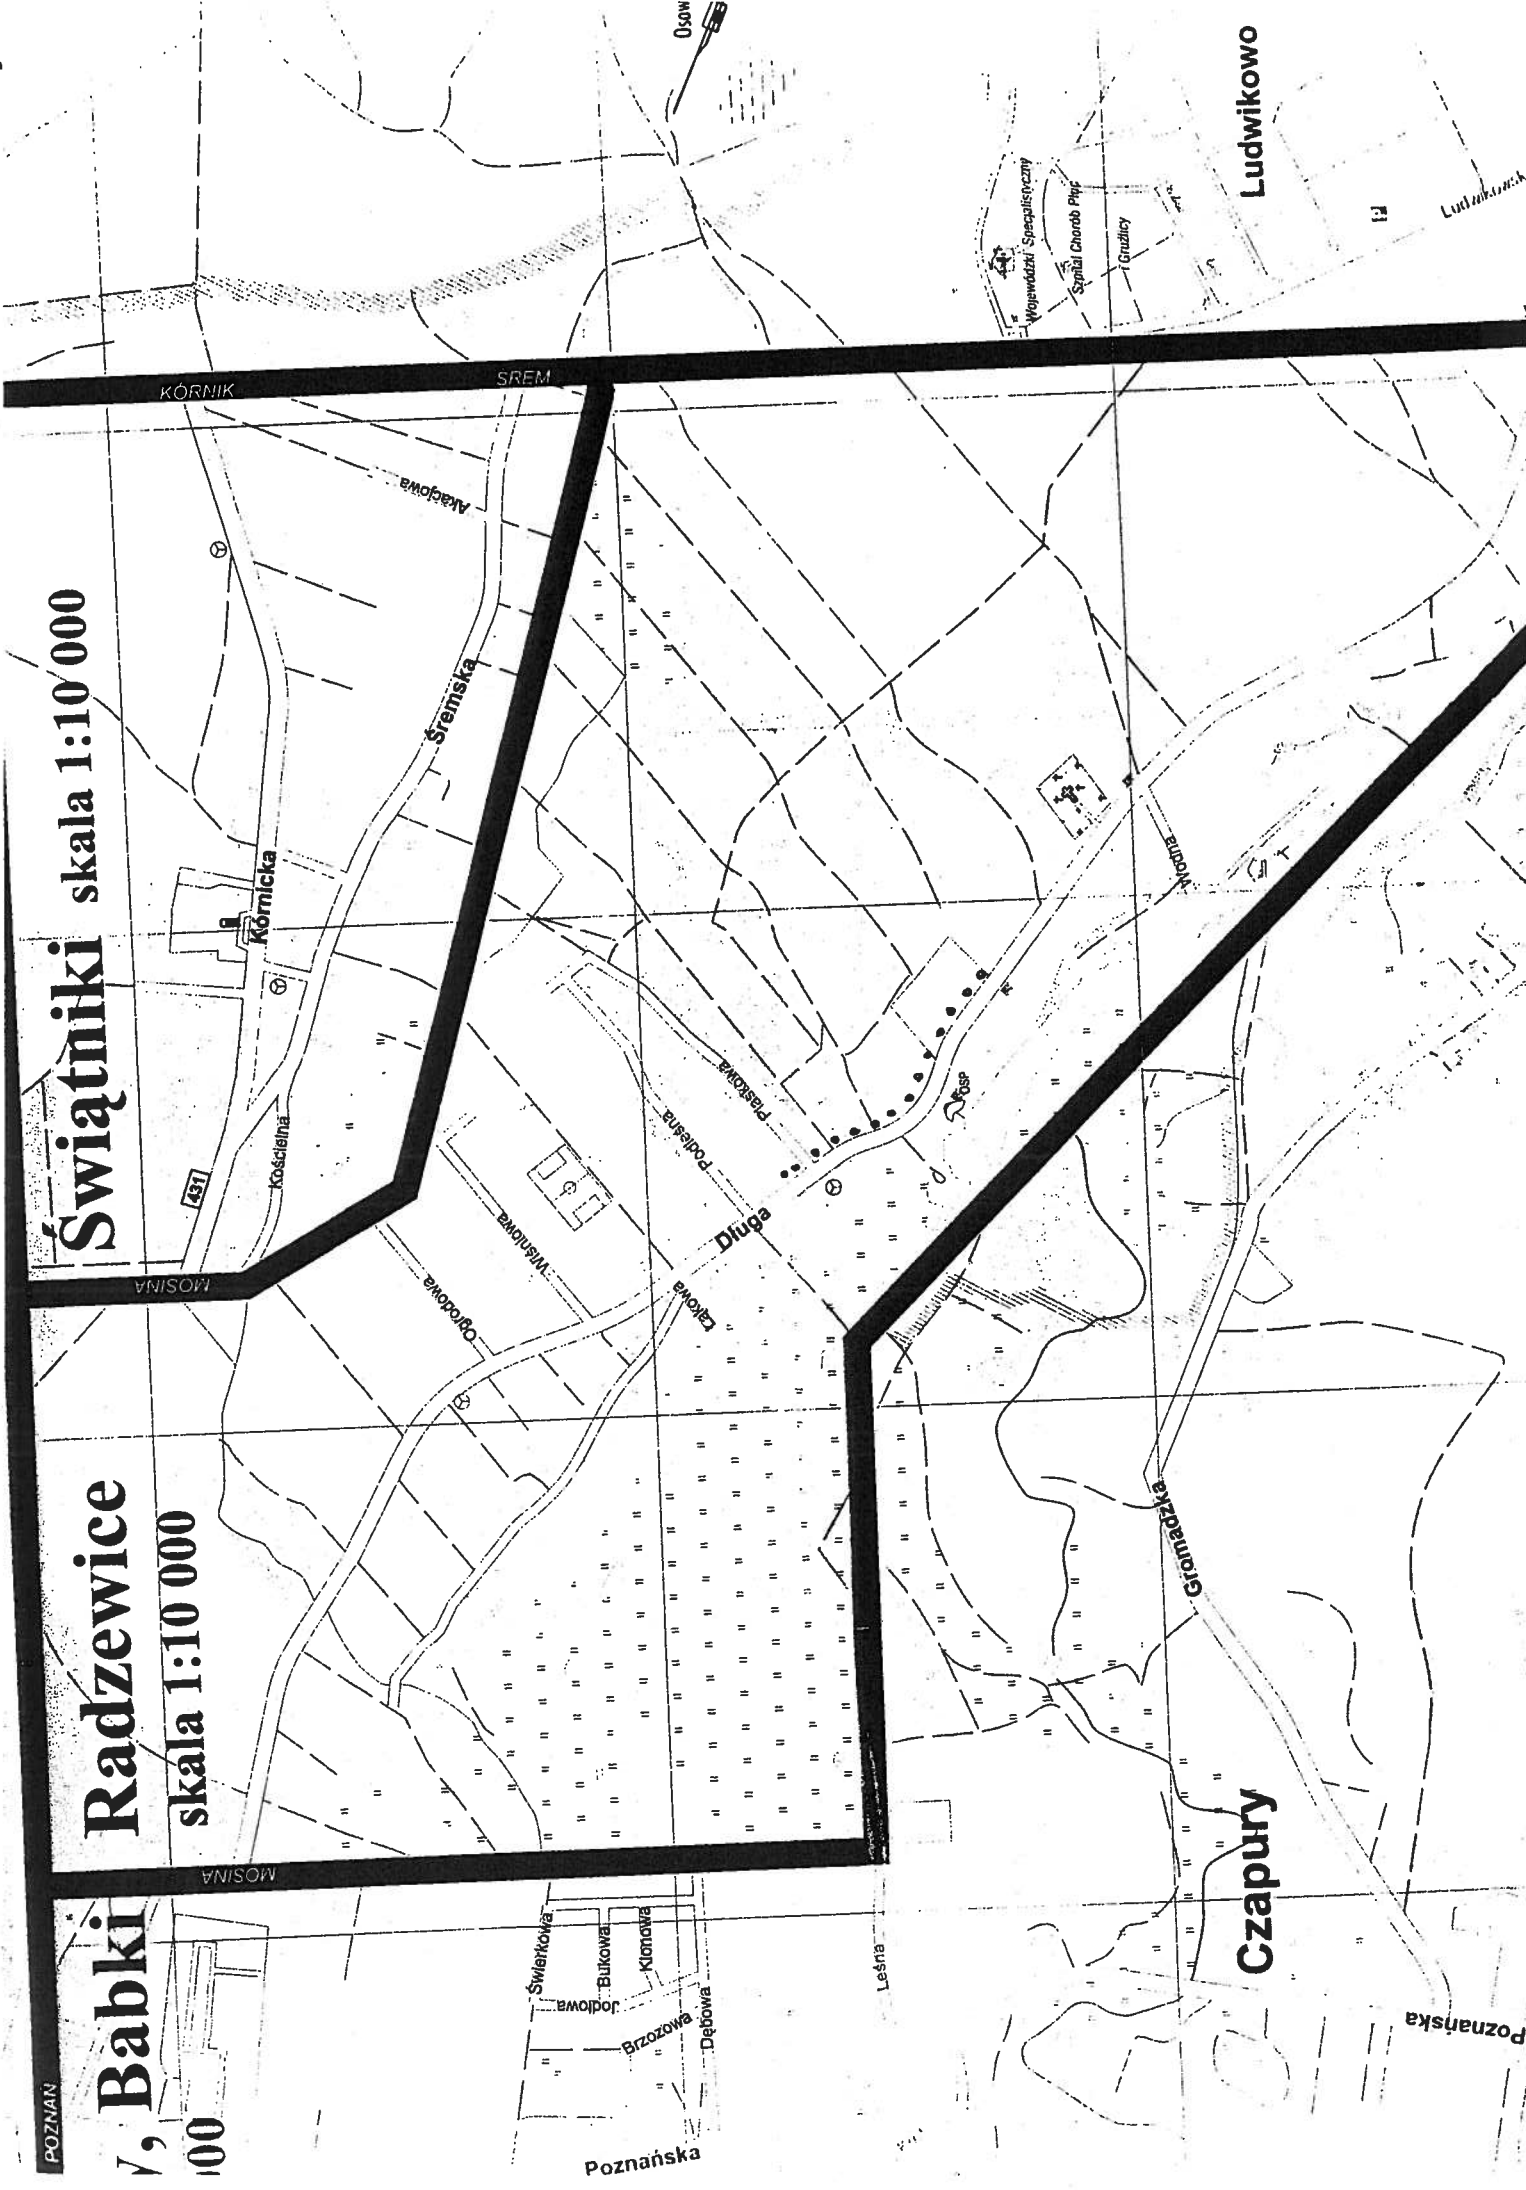 POZNAŃ
, Babki
000
Radzewice
skala 1:10 000
Świątniki skala 1:10 000
MOSINA
MOSINA
KÓRNIK
ŚREM
431
Kórnicka
Kościelna
Śremska
Akacjowa
Ogrodowa
Wiśniowa
Łąkowa
Długa
Podleśna
Piaskowa
OSP
Wodna
Świerkowa
Bukowa
Klonowa
Jodłowa
Brzozowa
Dębowa
Leśna
Poznańska
Czapury
Gromadzka
Poznańska
Osow
Wojewódzki Specjalistyczny
Szpital Chorób Płuc
i Gruźlicy
Ludwikowo
P